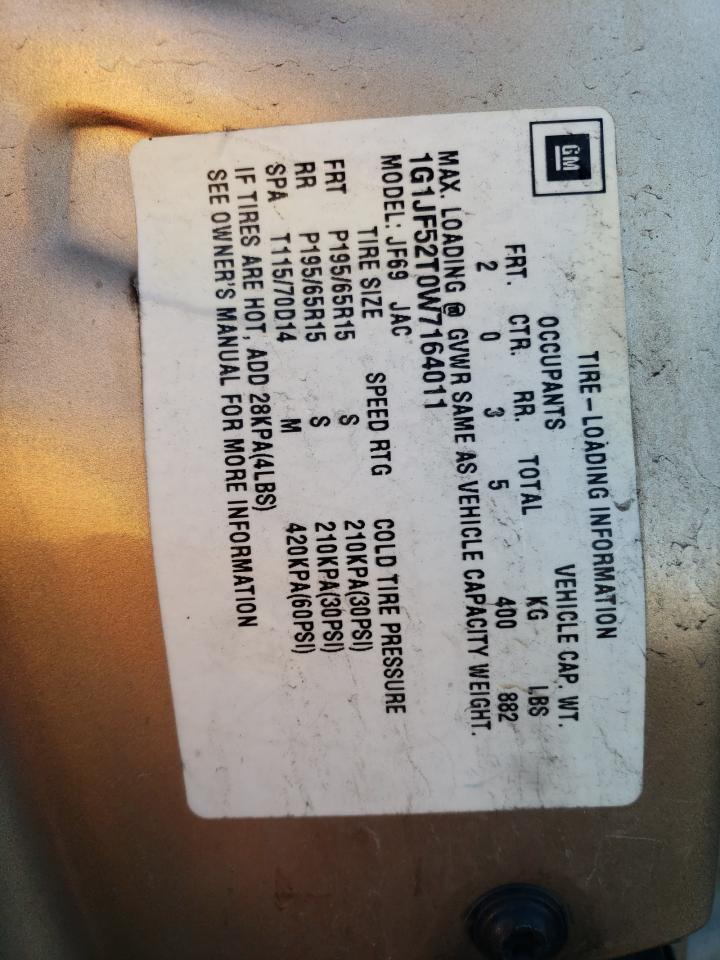 GM
TIRE-LOADING INFORMATION
OCCUPANTS VEHICLE CAP. WT.
FRT. CTR. RR. TOTAL KG LBS
2 0 3 5 400 882
MAX. LOADING @ GVWR SAME AS VEHICLE CAPACITY WEIGHT.
1G1JF52T0W7164011
MODEL: JF69 JAC
TIRE SIZE SPEED RTG COLD TIRE PRESSURE
FRT P195/65R15 S 210KPA(30PSI)
RR P195/65R15 S 210KPA(30PSI)
SPA T115/70D14 M 420KPA(60PSI)
IF TIRES ARE HOT, ADD 28KPA(4LBS)
SEE OWNER'S MANUAL FOR MORE INFORMATION